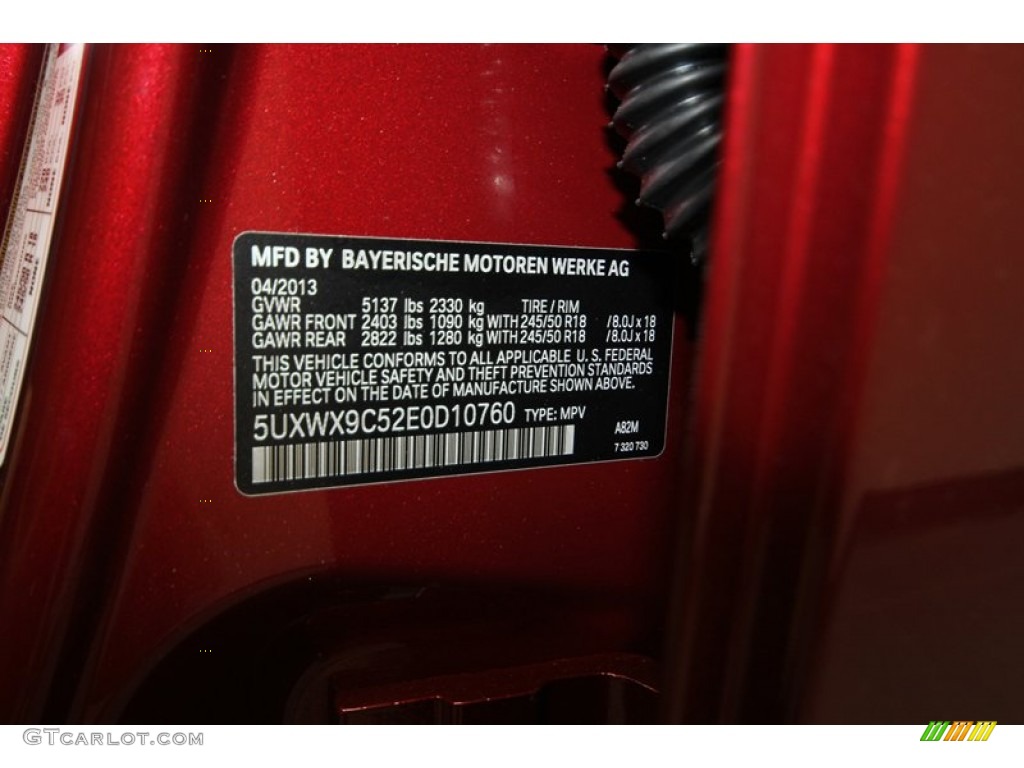 MFD BY BAYERISCHE MOTOREN WERKE AG
04/2013
GVWR 5137 lbs 2330 kg TIRE / RIM
GAWR FRONT 2403 lbs 1090 kg WITH 245/50 R18 /8.0J x 18
GAWR REAR 2822 lbs 1280 kg WITH 245/50 R18 /8.0J x 18
THIS VEHICLE CONFORMS TO ALL APPLICABLE U. S. FEDERAL
MOTOR VEHICLE SAFETY AND THEFT PREVENTION STANDARDS
IN EFFECT ON THE DATE OF MANUFACTURE SHOWN ABOVE.
5UXWX9C52E0D10760 TYPE: MPV
A82M
7 320 730
GTCarLot.com